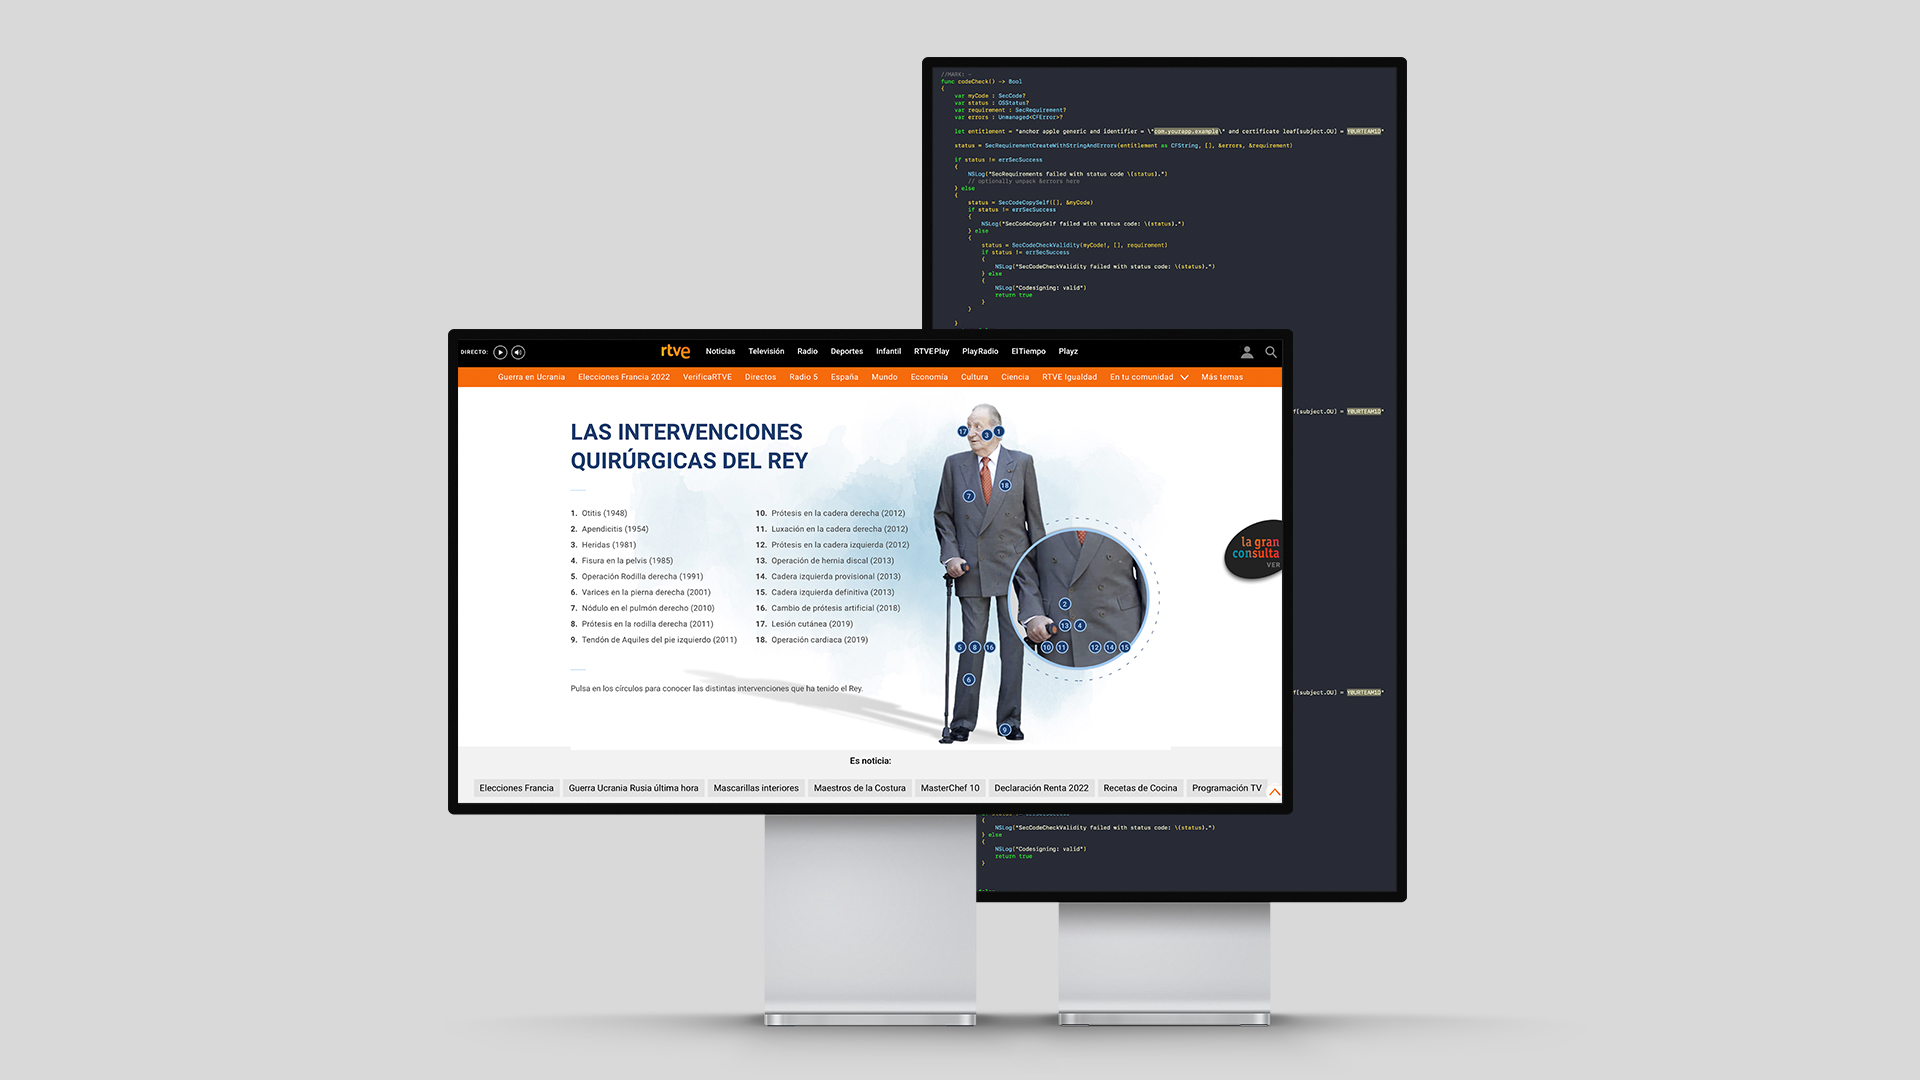 //MARK: -
func codeCheck() -> Bool
{
var myCode : SecCode?
var status : OSStatus?
var requirement : SecRequirement?
var errors : Unmanaged<CFError>?
let entitlement = "anchor apple generic and identifier = \"com.yourapp.example\" and certificate leaf[subject.OU] = YOURTEAMID"
status = SecRequirementCreateWithStringAndErrors(entitlement as CFString, [], &errors, &requirement)
if status != errSecSuccess
{
NSLog("SecRequirements failed with status code \(status).")
// optionally unpack &errors here
} else
{
status = SecCodeCopySelf([], &myCode)
if status != errSecSuccess
{
NSLog("SecCodeCopySelf failed with status code: \(status).")
} else
{
status = SecCodeCheckValidity(myCode!, [], requirement)
if status != errSecSuccess
{
NSLog("SecCodeCheckValidity failed with status code: \(status).")
} else
{
NSLog("Codesigning: valid")
return true
}
}
}
DIRECTO:
rtve
Noticias Televisión Radio Deportes Infantil RTVEPlay PlayRadio ElTiempo Playz
Guerra en Ucrania Elecciones Francia 2022 VerificaRTVE Directos Radio 5 España Mundo Economía Cultura Ciencia RTVE Igualdad En tu comunidad Más temas
LAS INTERVENCIONES
QUIRÚRGICAS DEL REY
1. Otitis (1948)
2. Apendicitis (1954)
3. Heridas (1981)
4. Fisura en la pelvis (1985)
5. Operación Rodilla derecha (1991)
6. Varices en la pierna derecha (2001)
7. Nódulo en el pulmón derecho (2010)
8. Prótesis en la rodilla derecha (2011)
9. Tendón de Aquiles del pie izquierdo (2011)
10. Prótesis en la cadera derecha (2012)
11. Luxación en la cadera derecha (2012)
12. Prótesis en la cadera izquierda (2012)
13. Operación de hernia discal (2013)
14. Cadera izquierda provisional (2013)
15. Cadera izquierda definitiva (2013)
16. Cambio de prótesis artificial (2018)
17. Lesión cutánea (2019)
18. Operación cardiaca (2019)
Pulsa en los círculos para conocer las distintas intervenciones que ha tenido el Rey.
17 3 1
18
7
2
13 4
10 11 12 14 15
5 8 16
6
9
la gran
consulta
VER
Es noticia:
Elecciones Francia Guerra Ucrania Rusia última hora Mascarillas interiores Maestros de la Costura MasterChef 10 Declaración Renta 2022 Recetas de Cocina Programación TV
f[subject.OU] = YOURTEAMID"
f[subject.OU] = YOURTEAMID"
{
NSLog("SecCodeCheckValidity failed with status code: \(status).")
} else
{
NSLog("Codesigning: valid")
return true
}